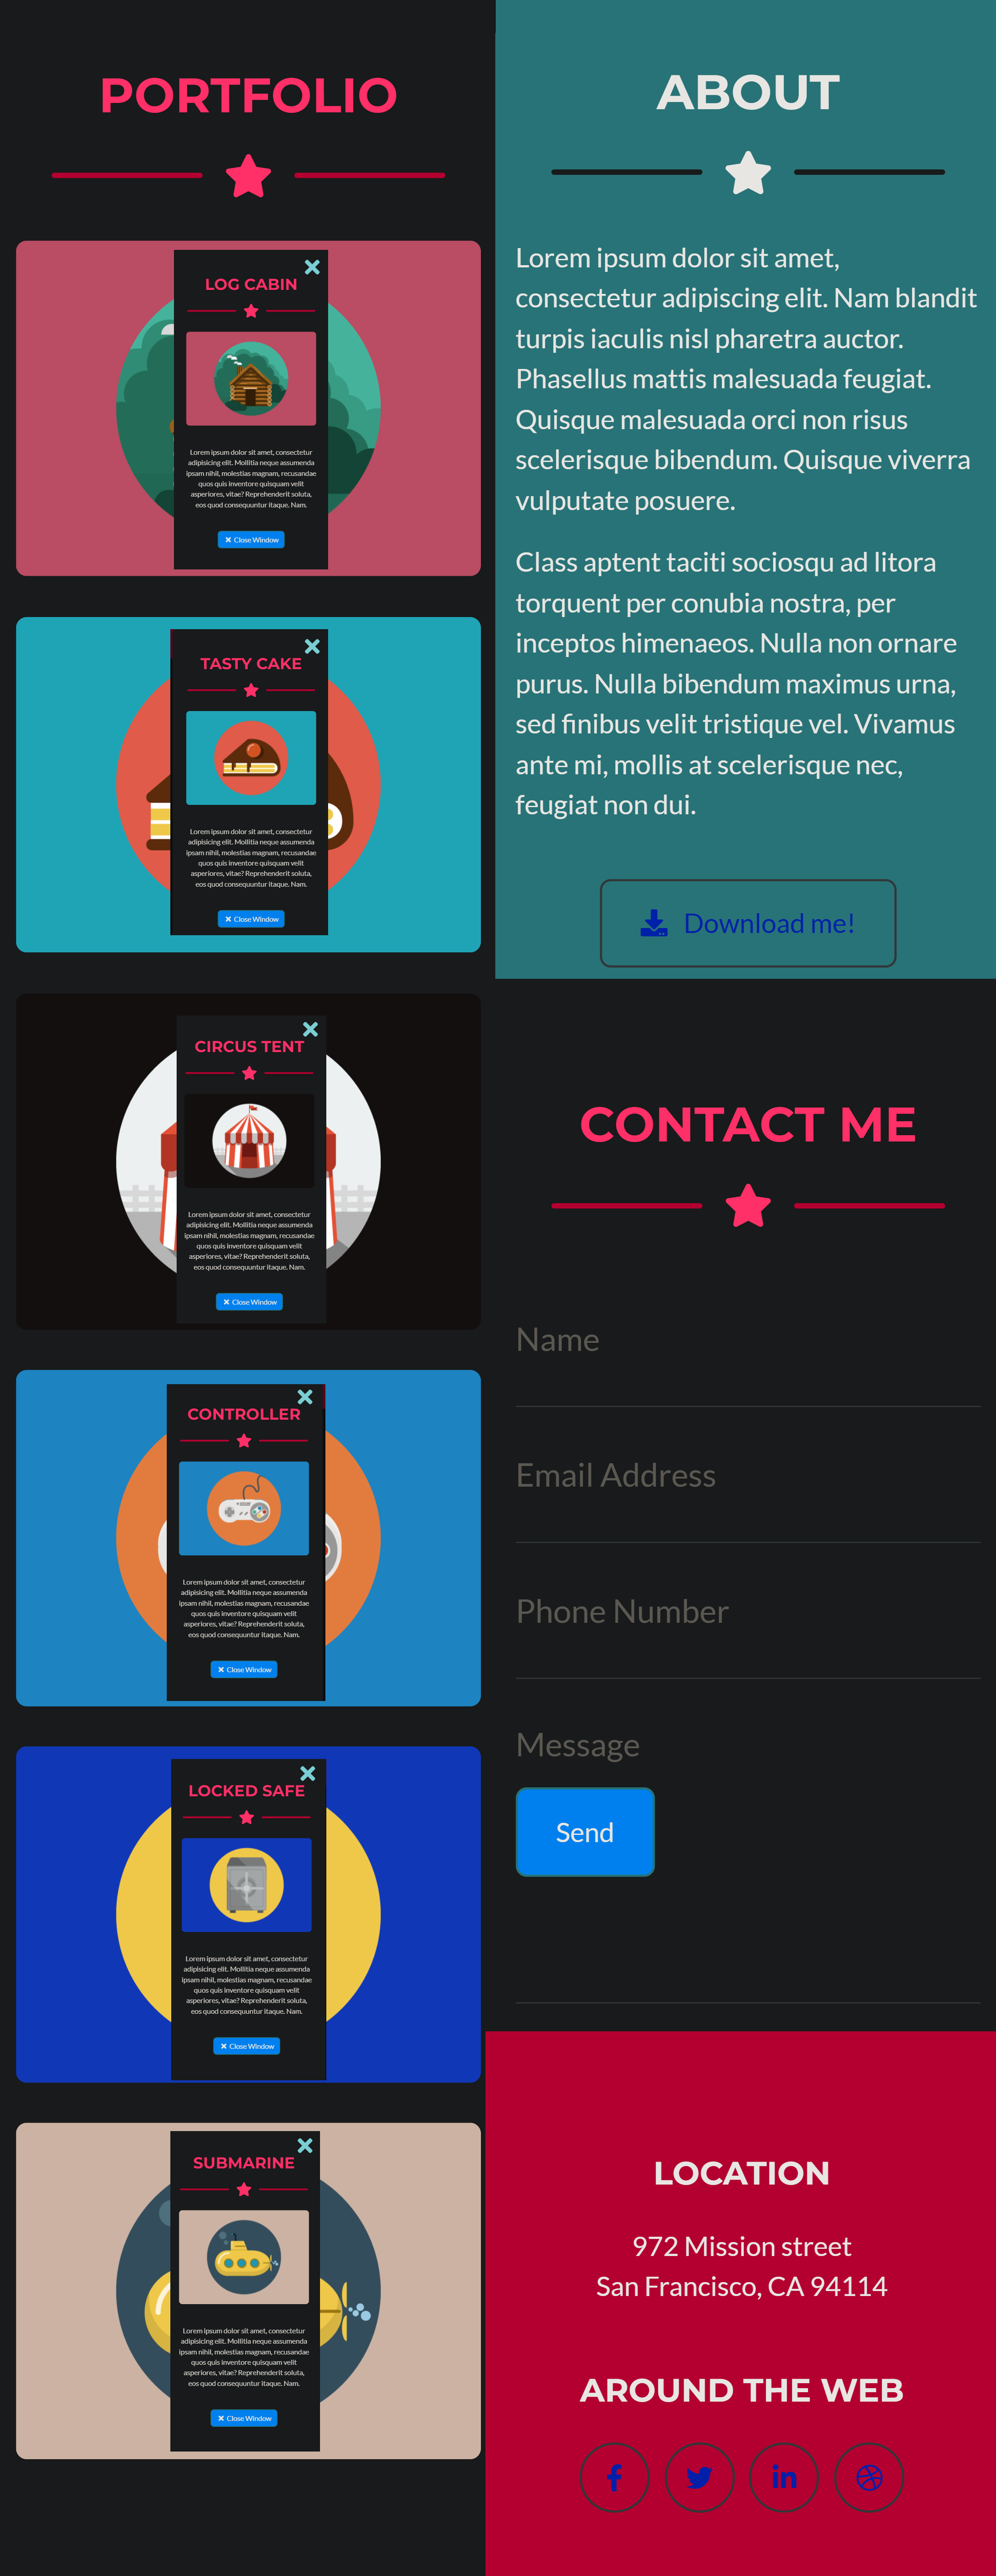 PORTFOLIO
LOG CABIN
Lorem ipsum dolor sit amet, consectetur
adipisicing elit. Mollitia neque assumenda
ipsam nihil, molestias magnam, recusandae
quos quis inventore quisquam velit
asperiores, vitae? Reprehenderit soluta,
eos quod consequuntur itaque. Nam.
Close Window
TASTY CAKE
Lorem ipsum dolor sit amet, consectetur
adipisicing elit. Mollitia neque assumenda
ipsam nihil, molestias magnam, recusandae
quos quis inventore quisquam velit
asperiores, vitae? Reprehenderit soluta,
eos quod consequuntur itaque. Nam.
Close Window
CIRCUS TENT
Lorem ipsum dolor sit amet, consectetur
adipisicing elit. Mollitia neque assumenda
ipsam nihil, molestias magnam, recusandae
quos quis inventore quisquam velit
asperiores, vitae? Reprehenderit soluta,
eos quod consequuntur itaque. Nam.
Close Window
CONTROLLER
Lorem ipsum dolor sit amet, consectetur
adipisicing elit. Mollitia neque assumenda
ipsam nihil, molestias magnam, recusandae
quos quis inventore quisquam velit
asperiores, vitae? Reprehenderit soluta,
eos quod consequuntur itaque. Nam.
Close Window
LOCKED SAFE
Lorem ipsum dolor sit amet, consectetur
adipisicing elit. Mollitia neque assumenda
ipsam nihil, molestias magnam, recusandae
quos quis inventore quisquam velit
asperiores, vitae? Reprehenderit soluta,
eos quod consequuntur itaque. Nam.
Close Window
SUBMARINE
Lorem ipsum dolor sit amet, consectetur
adipisicing elit. Mollitia neque assumenda
ipsam nihil, molestias magnam, recusandae
quos quis inventore quisquam velit
asperiores, vitae? Reprehenderit soluta,
eos quod consequuntur itaque. Nam.
Close Window
ABOUT
Lorem ipsum dolor sit amet,
consectetur adipiscing elit. Nam blandit
turpis iaculis nisl pharetra auctor.
Phasellus mattis malesuada feugiat.
Quisque malesuada orci non risus
scelerisque bibendum. Quisque viverra
vulputate posuere.
Class aptent taciti sociosqu ad litora
torquent per conubia nostra, per
inceptos himenaeos. Nulla non ornare
purus. Nulla bibendum maximus urna,
sed finibus velit tristique vel. Vivamus
ante mi, mollis at scelerisque nec,
feugiat non dui.
Download me!
CONTACT ME
Name
Email Address
Phone Number
Message
Send
LOCATION
972 Mission street
San Francisco, CA 94114
AROUND THE WEB